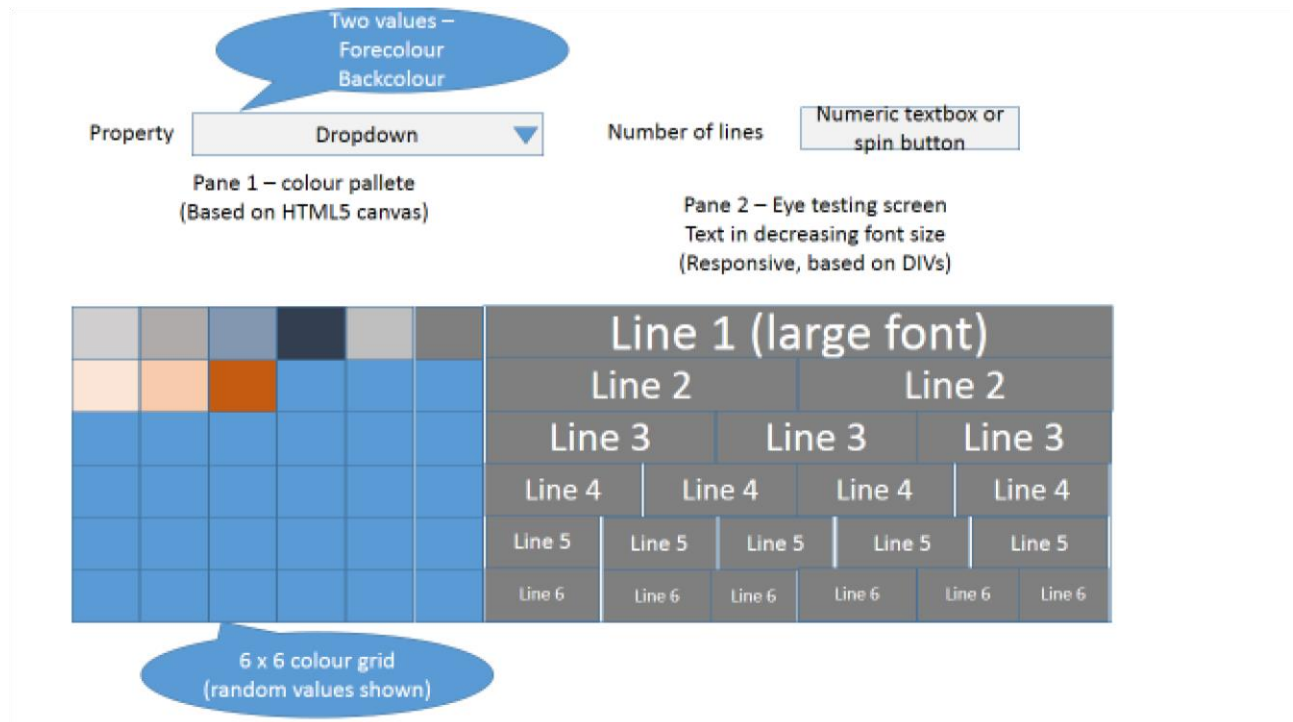 Two values –
Forecolour
Backcolour
Property
Dropdown
Number of lines
Numeric textbox or
spin button
Pane 1 – colour pallete
(Based on HTML5 canvas)
Pane 2 – Eye testing screen
Text in decreasing font size
(Responsive, based on DIVs)
Line 1 (large font)
Line 2 Line 2
Line 3 Line 3 Line 3
Line 4 Line 4 Line 4 Line 4
Line 5 Line 5 Line 5 Line 5 Line 5
Line 6 Line 6 Line 6 Line 6 Line 6 Line 6
6 x 6 colour grid
(random values shown)